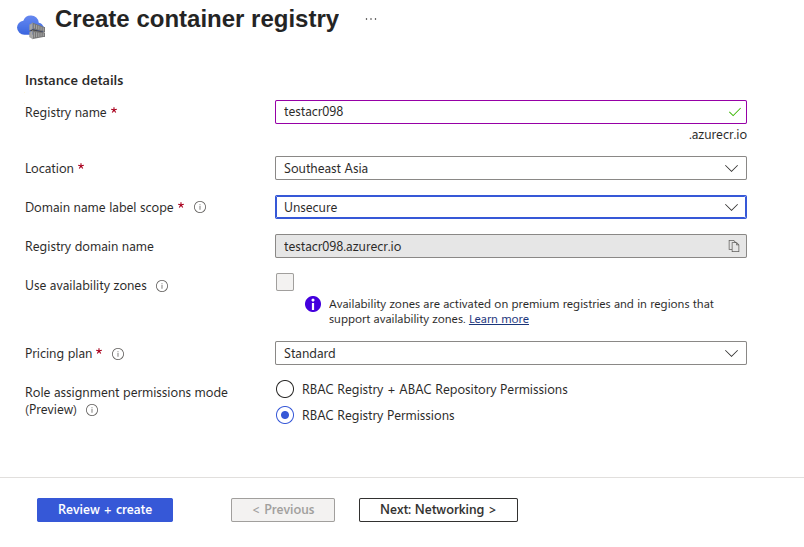 Create container registry ...
Instance details
Registry name *
testacr098
.azurecr.io
Location *
Southeast Asia
Domain name label scope *
Unsecure
Registry domain name
testacr098.azurecr.io
Use availability zones
Availability zones are activated on premium registries and in regions that
support availability zones. Learn more
Pricing plan *
Standard
Role assignment permissions mode
(Preview)
RBAC Registry + ABAC Repository Permissions
RBAC Registry Permissions
Review + create
< Previous
Next: Networking >